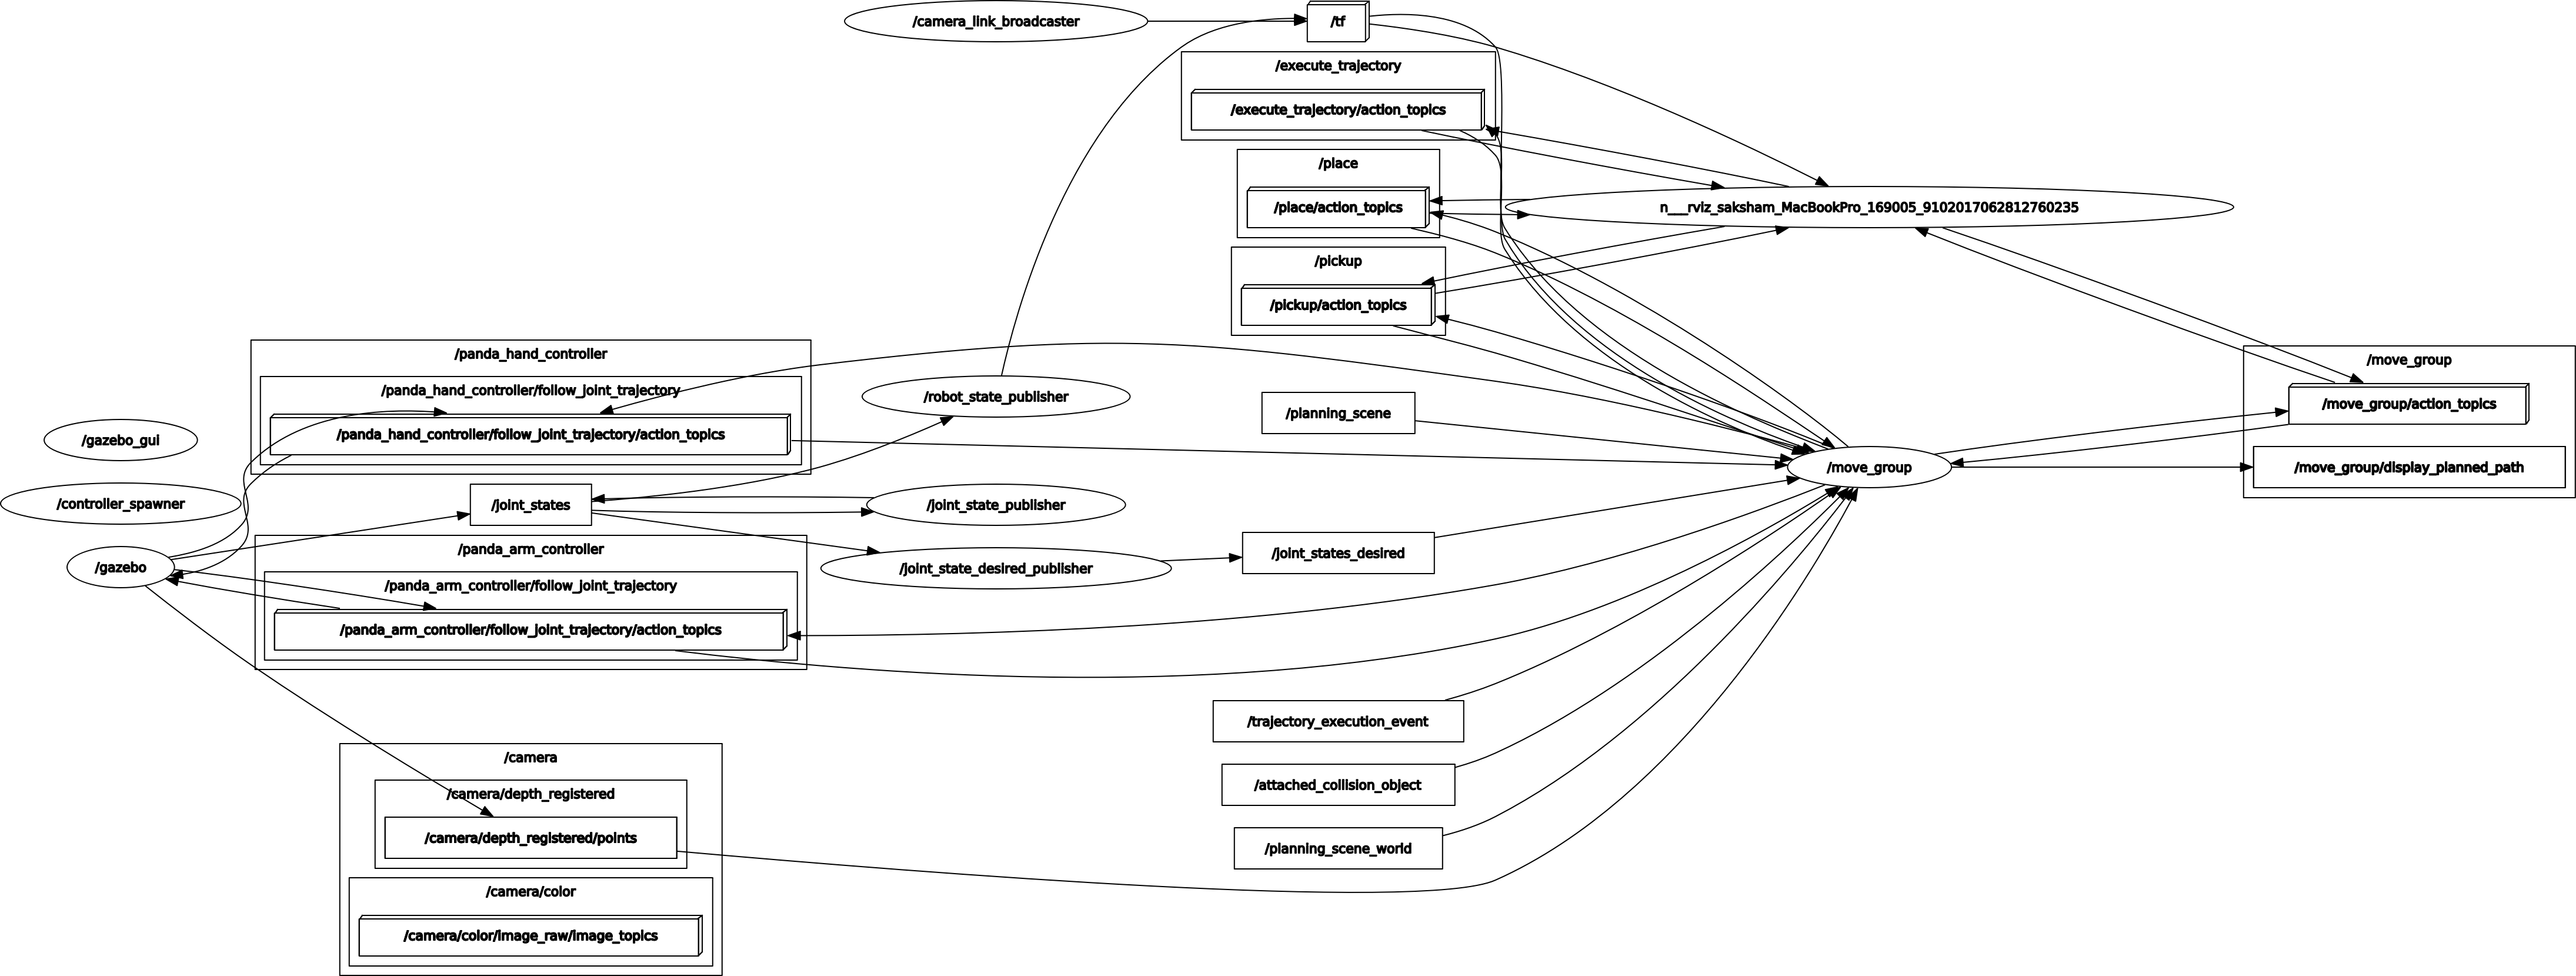 /camera_link_broadcaster
/tf
/execute_trajectory
/execute_trajectory/action_topics
/place
/place/action_topics
n___rviz_saksham_MacBookPro_169005_9102017062812760235
/pickup
/pickup/action_topics
/panda_hand_controller
/panda_hand_controller/follow_joint_trajectory
/panda_hand_controller/follow_joint_trajectory/action_topics
/robot_state_publisher
/planning_scene
/move_group
/move_group/action_topics
/move_group/display_planned_path
/move_group
/gazebo_gui
/controller_spawner
/gazebo
/joint_states
/joint_state_publisher
/panda_arm_controller
/panda_arm_controller/follow_joint_trajectory
/panda_arm_controller/follow_joint_trajectory/action_topics
/joint_state_desired_publisher
/joint_states_desired
/trajectory_execution_event
/attached_collision_object
/planning_scene_world
/camera
/camera/depth_registered
/camera/depth_registered/points
/camera/color
/camera/color/image_raw/image_topics